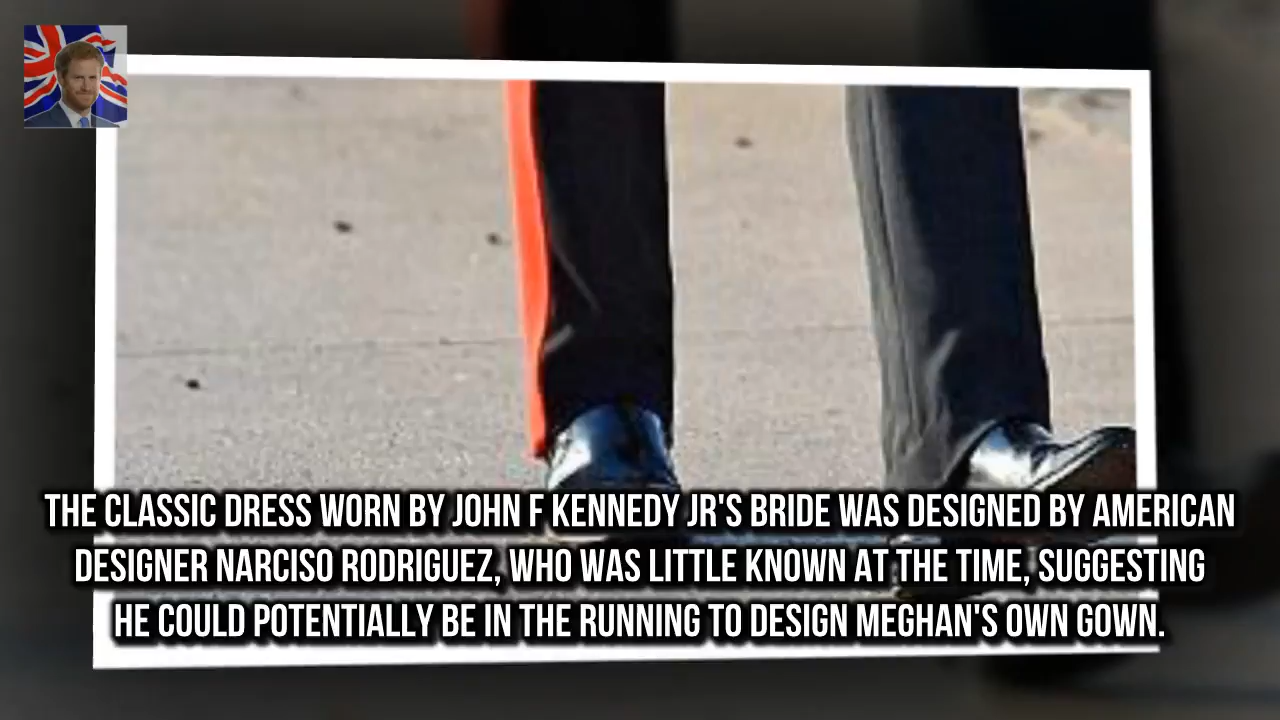 THE CLASSIC DRESS WORN BY JOHN F KENNEDY JR'S BRIDE WAS DESIGNED BY AMERICAN
DESIGNER NARCISO RODRIGUEZ, WHO WAS LITTLE KNOWN AT THE TIME, SUGGESTING
HE COULD POTENTIALLY BE IN THE RUNNING TO DESIGN MEGHAN'S OWN GOWN.